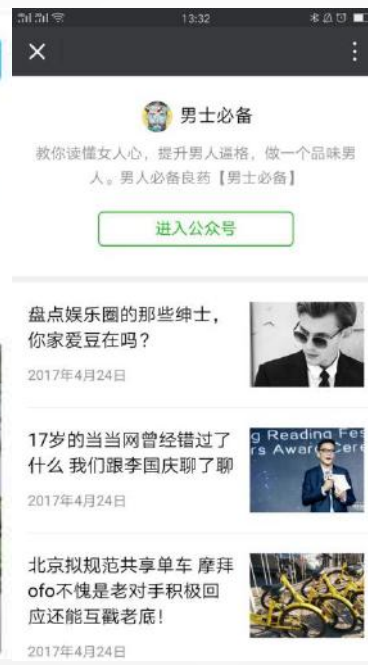 13:32
男士必备
教你读懂女人心，提升男人逼格，做一个品味男
人。男人必备良药【男士必备】
进入公众号
盘点娱乐圈的那些绅士，
你家爱豆在吗？
2017年4月24日
17岁的当当网曾经错过了
什么 我们跟李国庆聊了聊
2017年4月24日
g Reading Fes
rs Award Cere
北京拟规范共享单车 摩拜
ofo不愧是老对手积极回
应还能互戳老底！
2017年4月24日